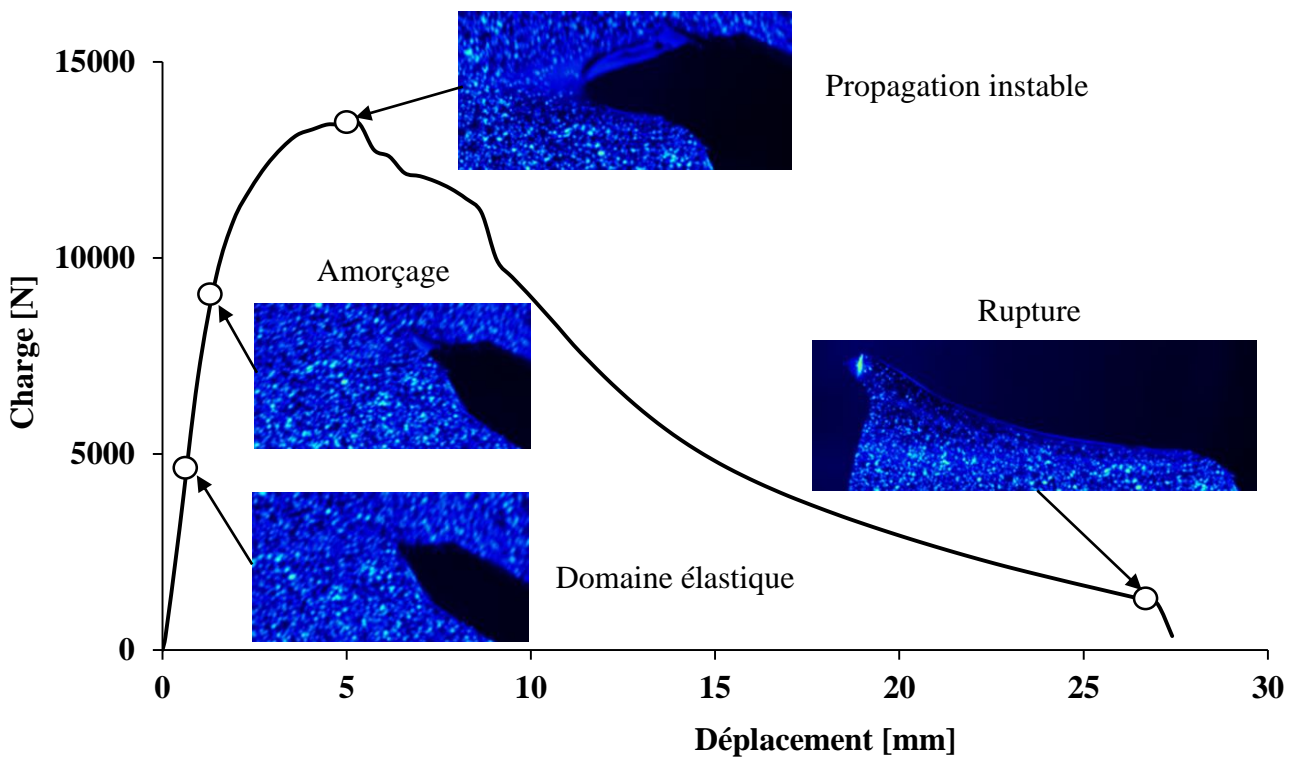 15000
Propagation instable
10000
Amorçage
Rupture
Charge [N]
5000
Domaine élastique
0
0 5 10 15 20 25 30
Déplacement [mm]